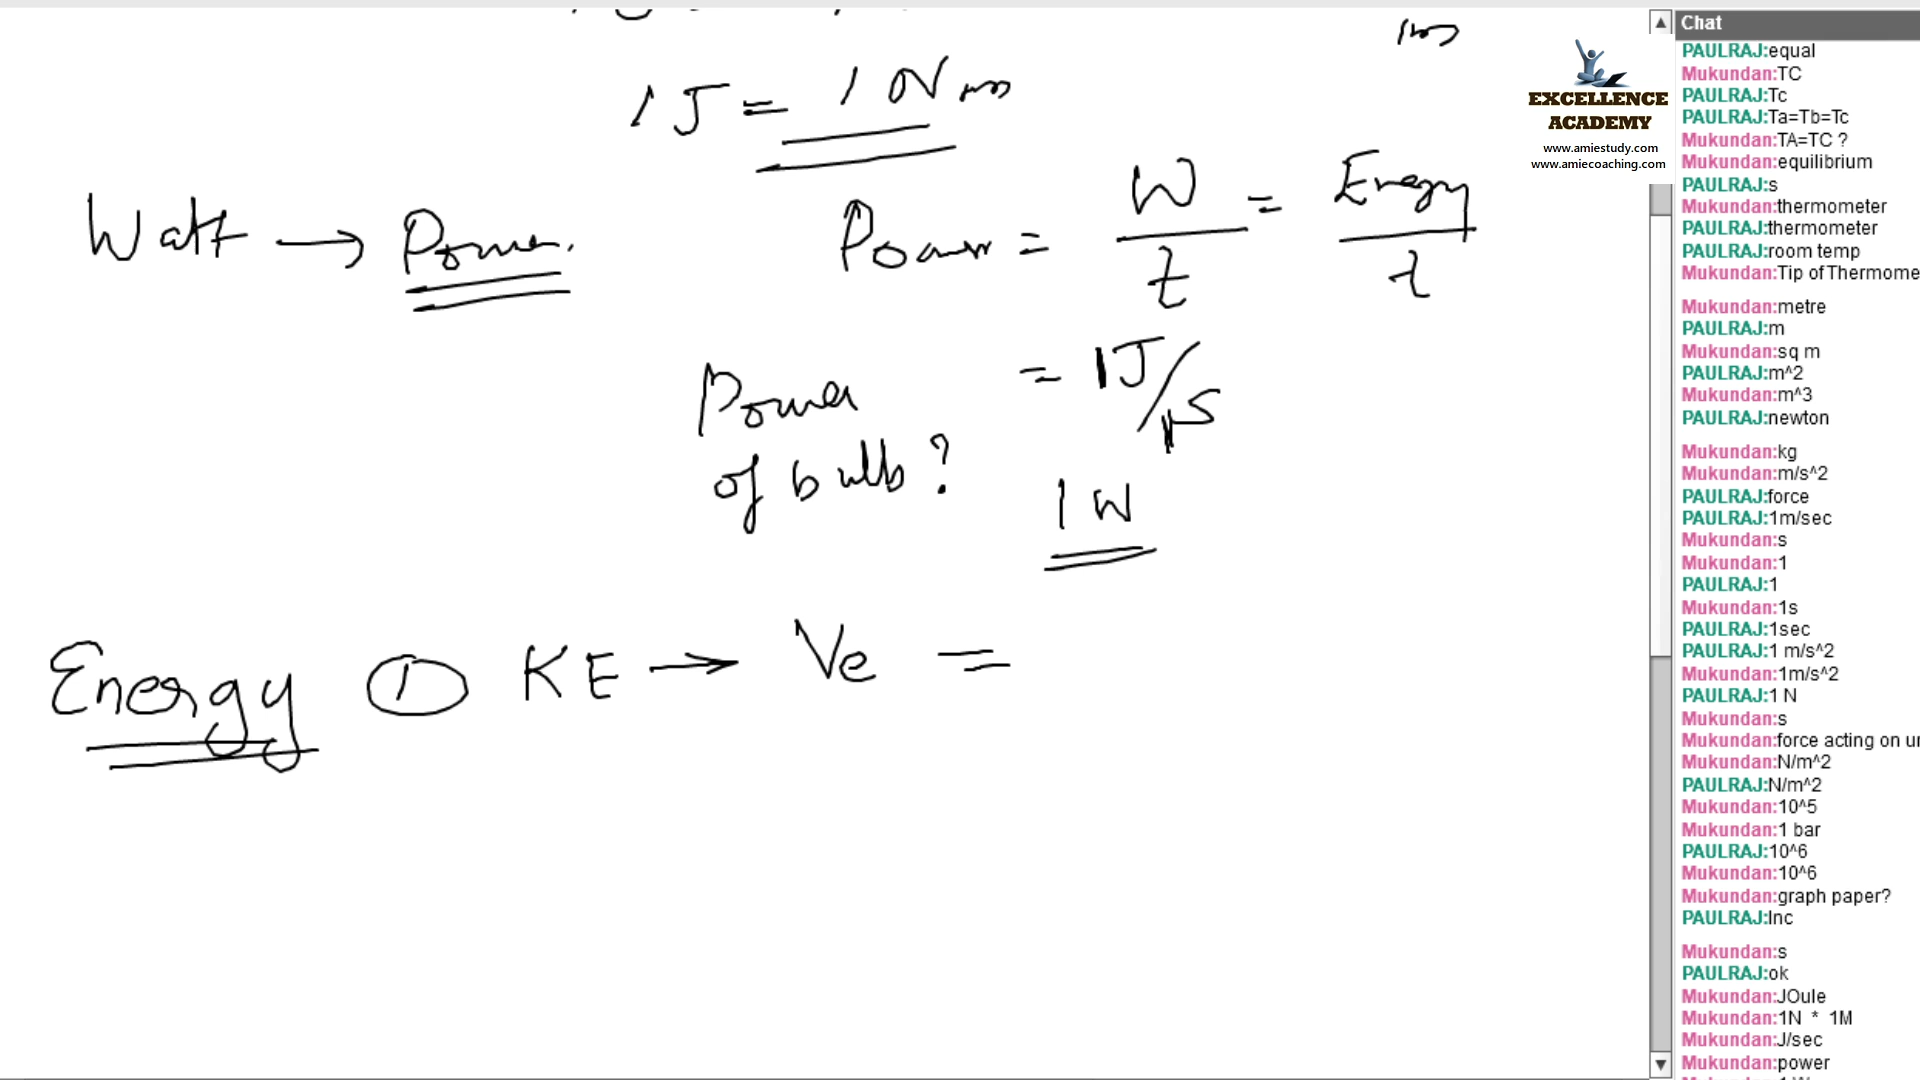 1 J = 1 Nm
Watt → Power.
Power = W/t = Energy/t
= 1J/1S
Power
of bulb?
1 W
Energy ① KE → Ve =
EXCELLENCE
ACADEMY
www.amiestudy.com
www.amiecoaching.com
Chat
PAULRAJ:equal
Mukundan:TC
PAULRAJ:Tc
PAULRAJ:Ta=Tb=Tc
Mukundan:TA=TC ?
Mukundan:equilibrium
PAULRAJ:s
Mukundan:thermometer
PAULRAJ:thermometer
PAULRAJ:room temp
Mukundan:Tip of Thermome
Mukundan:metre
PAULRAJ:m
Mukundan:sq m
PAULRAJ:m^2
Mukundan:m^3
PAULRAJ:newton
Mukundan:kg
Mukundan:m/s^2
PAULRAJ:force
PAULRAJ:1m/sec
Mukundan:s
Mukundan:1
PAULRAJ:1
Mukundan:1s
PAULRAJ:1sec
PAULRAJ:1 m/s^2
Mukundan:1m/s^2
PAULRAJ:1 N
Mukundan:s
Mukundan:force acting on
Mukundan:N/m^2
PAULRAJ:N/m^2
Mukundan:10^5
Mukundan:1 bar
PAULRAJ:10^6
Mukundan:10^6
Mukundan:graph paper?
PAULRAJ:Inc
Mukundan:s
PAULRAJ:ok
Mukundan:JOule
Mukundan:1N * 1M
Mukundan:J/sec
Mukundan:power